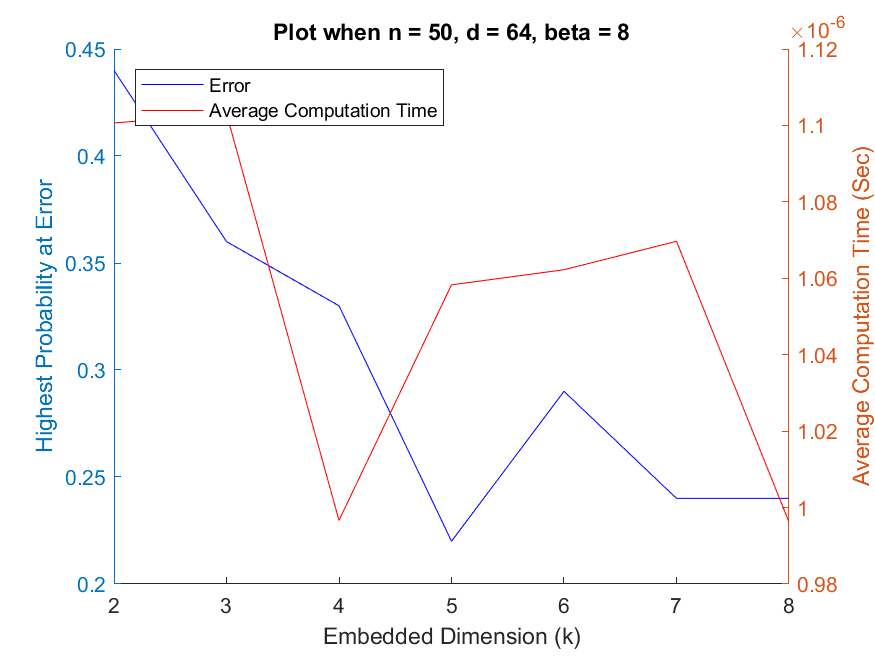 Plot when n = 50, d = 64, beta = 8
×10-6
0.45
0.4
0.35
0.3
0.25
0.2
Highest Probability at Error
Error
Average Computation Time
1.12
1.1
1.08
1.06
1.04
1.02
1
0.98
Average Computation Time (Sec)
2 3 4 5 6 7 8
Embedded Dimension (k)